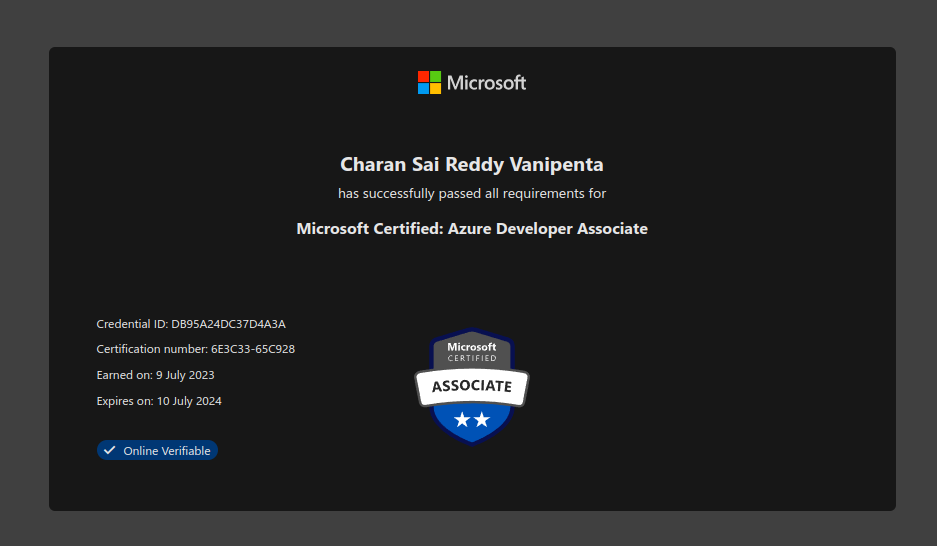 Microsoft
Charan Sai Reddy Vanipenta
has successfully passed all requirements for
Microsoft Certified: Azure Developer Associate
Credential ID: DB95A24DC37D4A3A
Certification number: 6E3C33-65C928
Earned on: 9 July 2023
Expires on: 10 July 2024
Online Verifiable
Microsoft
CERTIFIED
ASSOCIATE